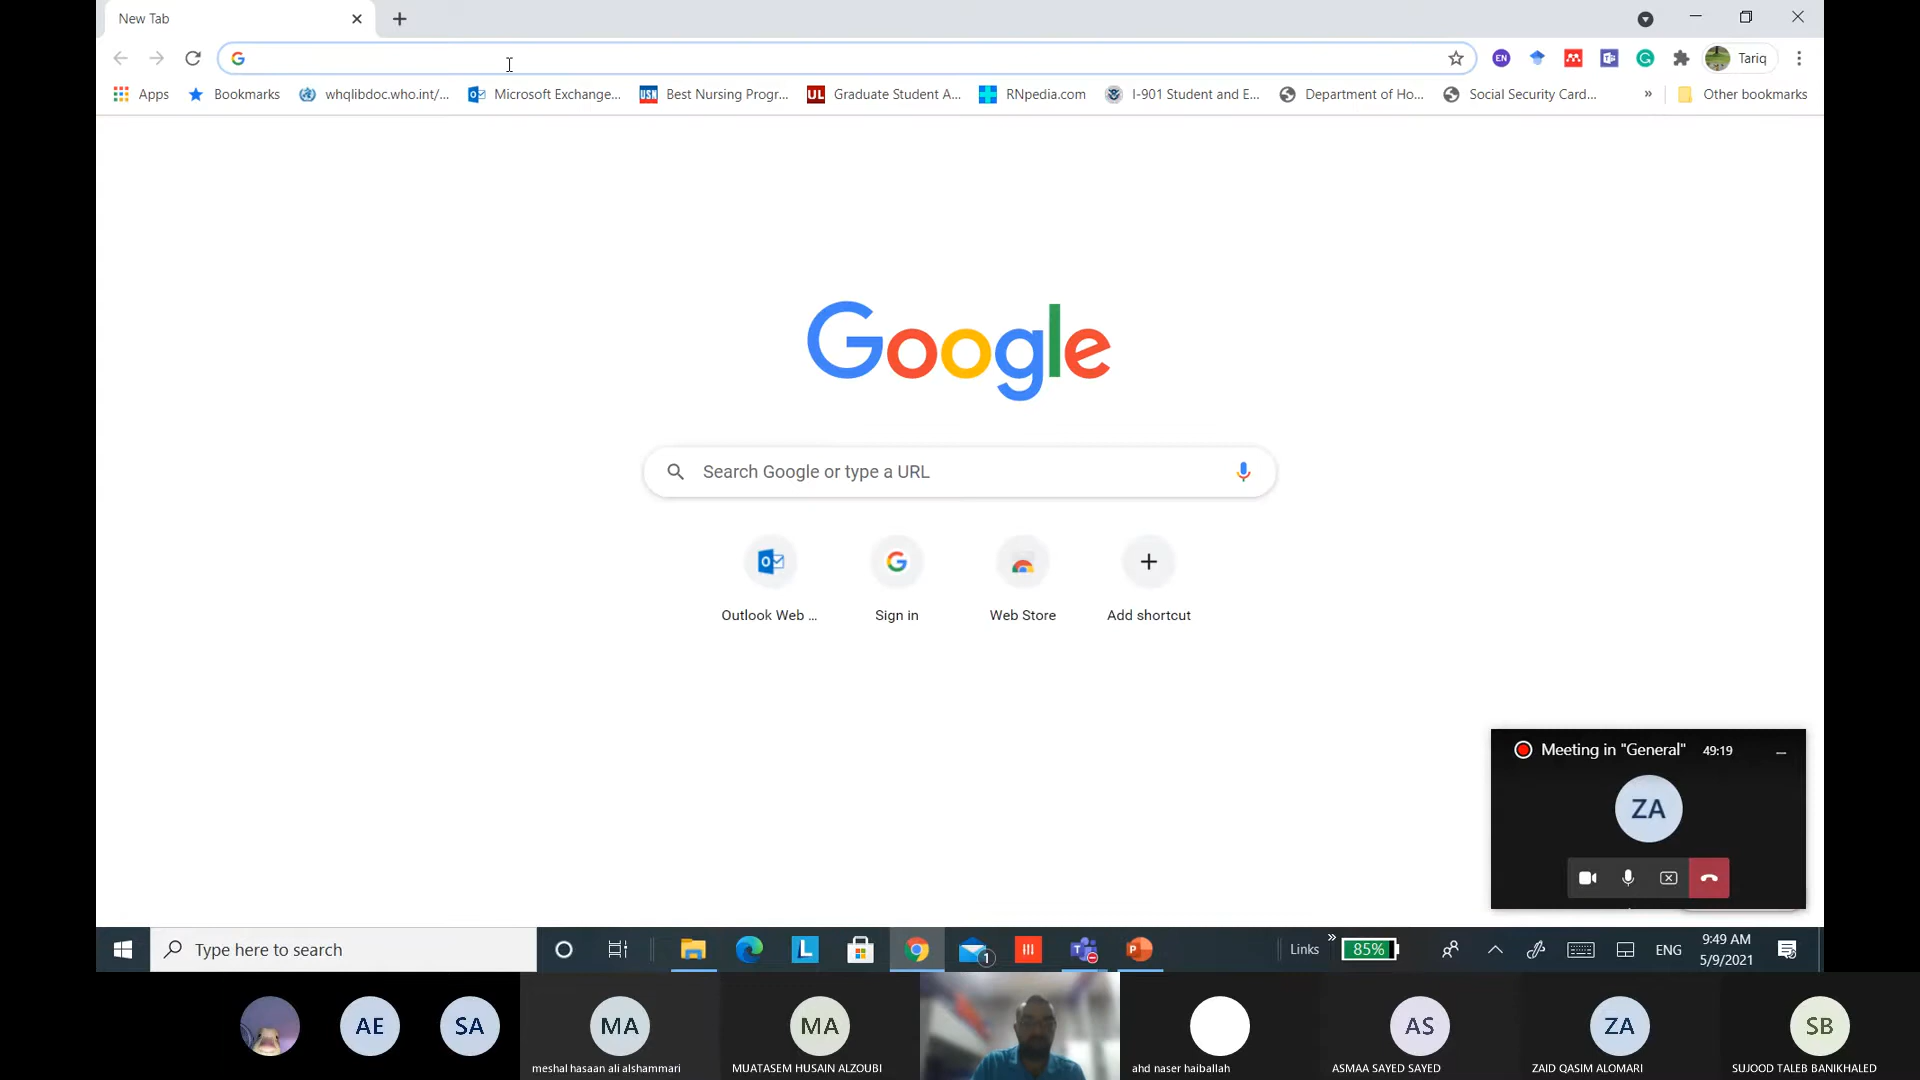 New Tab
Tariq
Apps Bookmarks whqlibdoc.who.int/... Microsoft Exchange... USN Best Nursing Progr... UL Graduate Student A... RNpedia.com I-901 Student and E... Department of Ho... Social Security Card... » Other bookmarks
Google
Search Google or type a URL
Outlook Web ... Sign in Web Store Add shortcut
Meeting in "General" 49:19
ZA
Type here to search
Links » 85% ENG 9:49 AM
5/9/2021
AE SA MA MA AS ZA SB
meshal hasaan ali alshammari MUATASEM HUSAIN ALZOUBI ahd naser haiballah ASMAA SAYED SAYED ZAID QASIM ALOMARI SUJOOD TALEB BANIKHALED